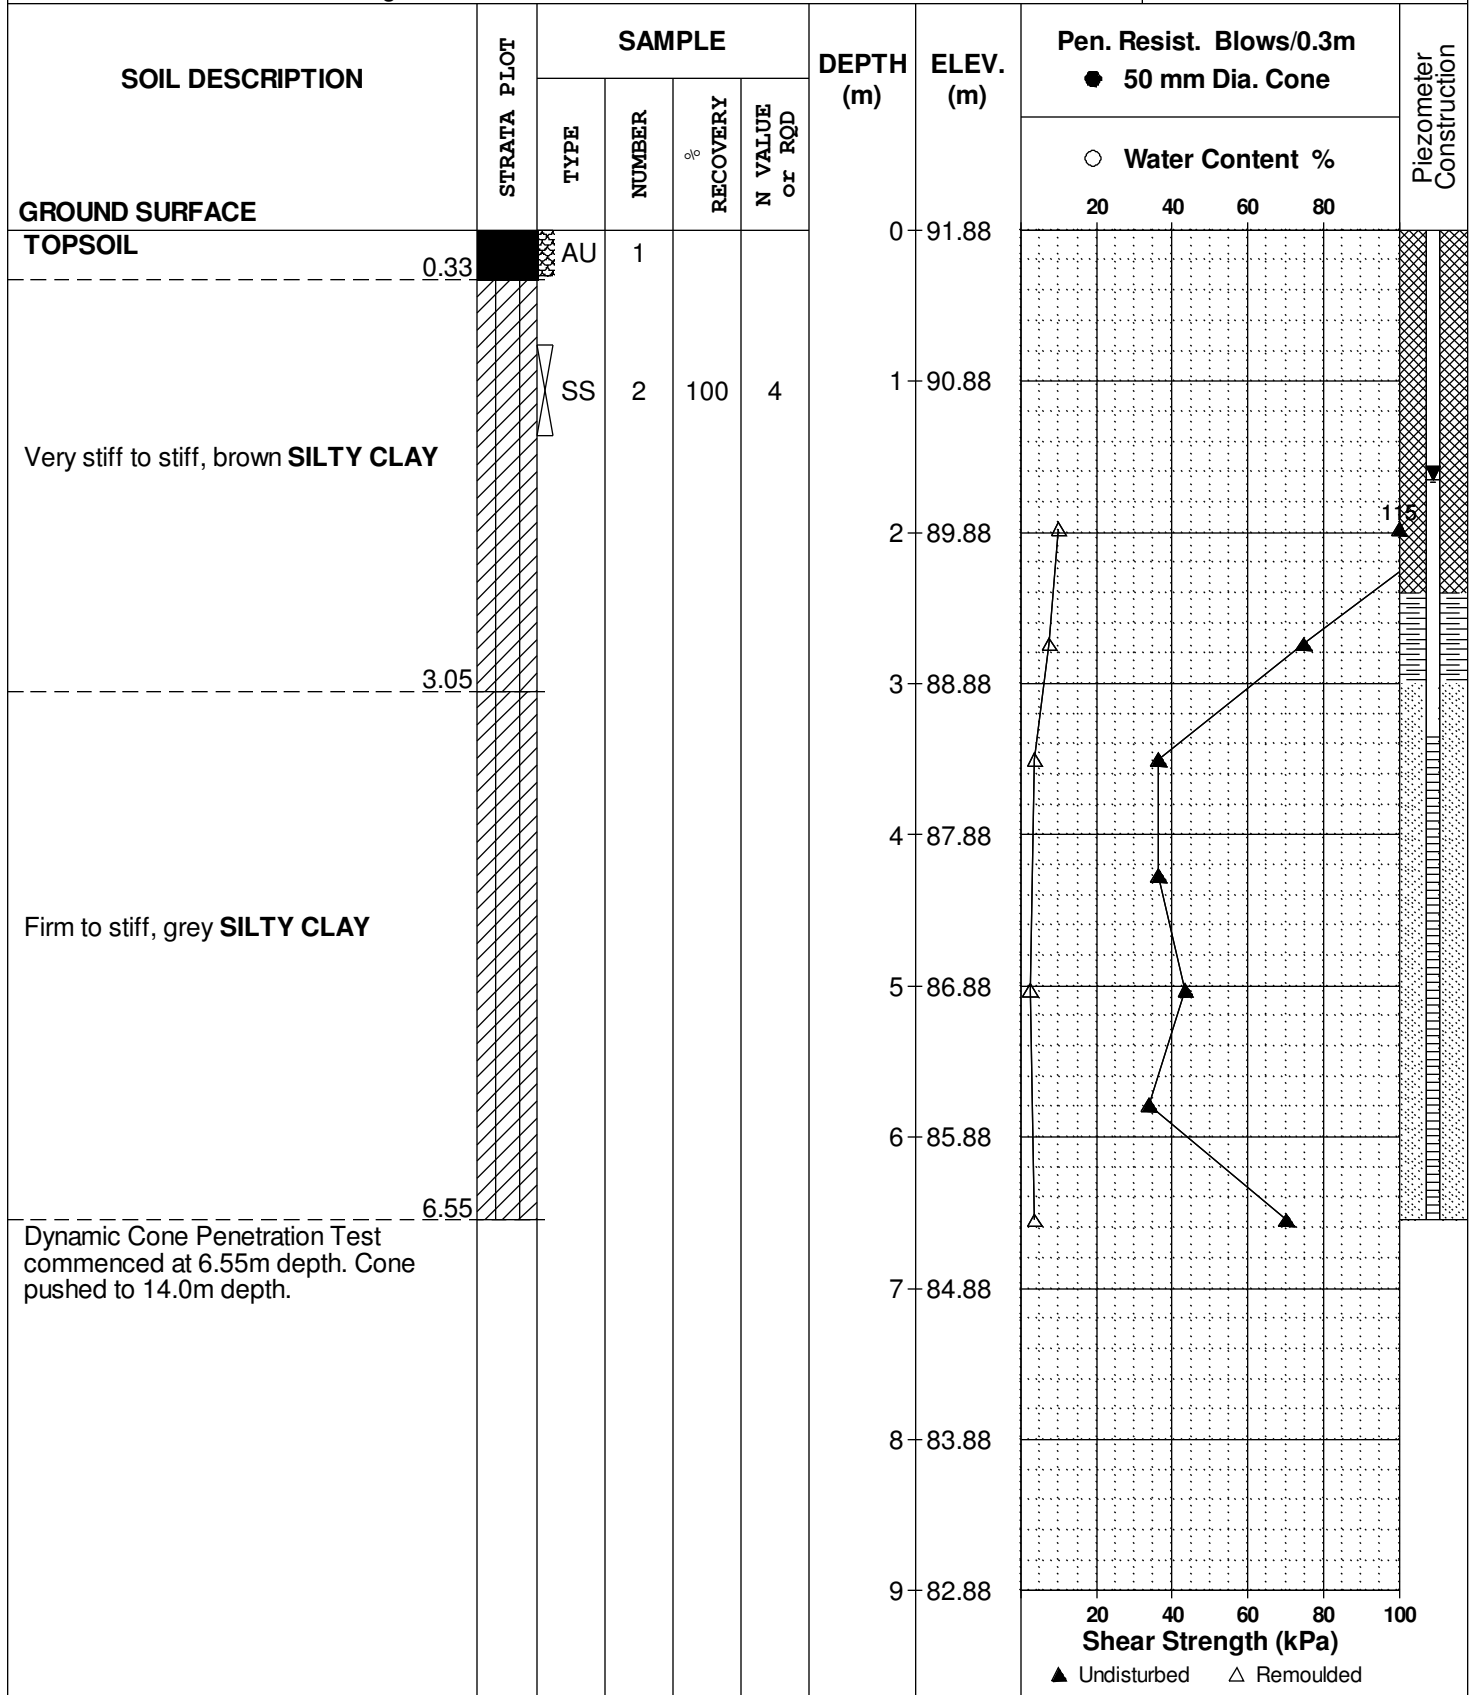 SOIL DESCRIPTION
GROUND SURFACE
STRATA PLOT
SAMPLE
TYPE
NUMBER
%
RECOVERY
N VALUE
or RQD
DEPTH
(m)
ELEV.
(m)
Pen. Resist. Blows/0.3m
● 50 mm Dia. Cone
○ Water Content %
20 40 60 80
Piezometer
Construction
TOPSOIL
0.33
AU 1
0 91.88
SS 2 100 4
1 90.88
Very stiff to stiff, brown SILTY CLAY
115
2 89.88
3.05
3 88.88
4 87.88
Firm to stiff, grey SILTY CLAY
5 86.88
6 85.88
6.55
Dynamic Cone Penetration Test
commenced at 6.55m depth. Cone
pushed to 14.0m depth.
7 84.88
8 83.88
9 82.88
20 40 60 80 100
Shear Strength (kPa)
▲ Undisturbed △ Remoulded